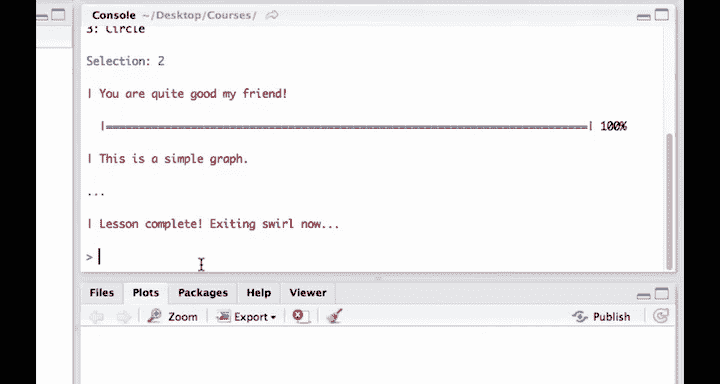 Console ~/Desktop/Courses/
3: Circle
Selection: 2
| You are quite good my friend!
|======================================================================| 100%
| This is a simple graph.
...
| Lesson complete! Exiting swirl now...
>
Files Plots Packages Help Viewer
Zoom Export Publish